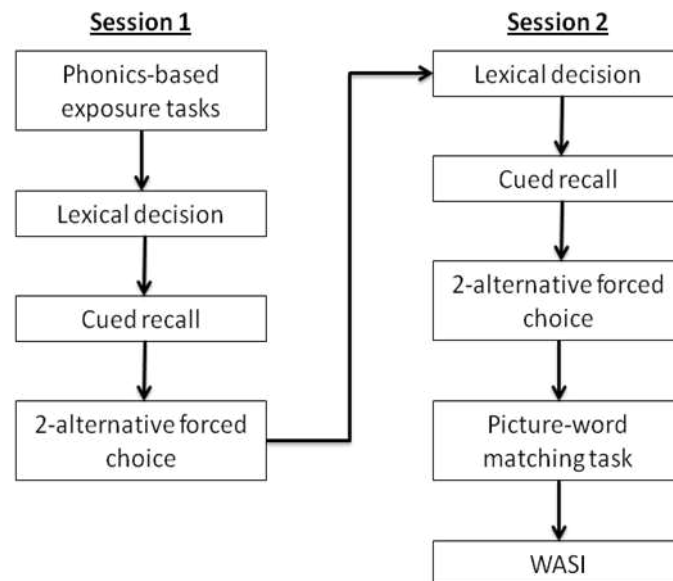 Session 1
Phonics-based
exposure tasks
Lexical decision
Cued recall
2-alternative forced
choice
Session 2
Lexical decision
Cued recall
2-alternative forced
choice
Picture-word
matching task
WASI